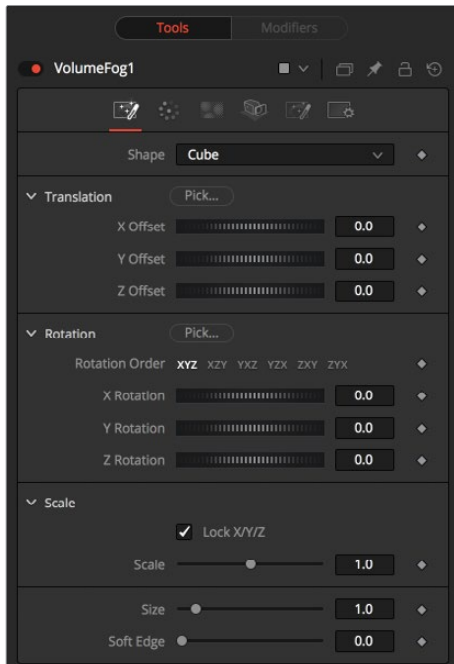 Tools Modifiers
VolumeFog1
Shape Cube
Translation Pick...
X Offset 0.0
Y Offset 0.0
Z Offset 0.0
Rotation Pick...
Rotation Order XYZ XZY YXZ YZX ZXY ZYX
X Rotation 0.0
Y Rotation 0.0
Z Rotation 0.0
Scale
Lock X/Y/Z
Scale 1.0
Size 1.0
Soft Edge 0.0